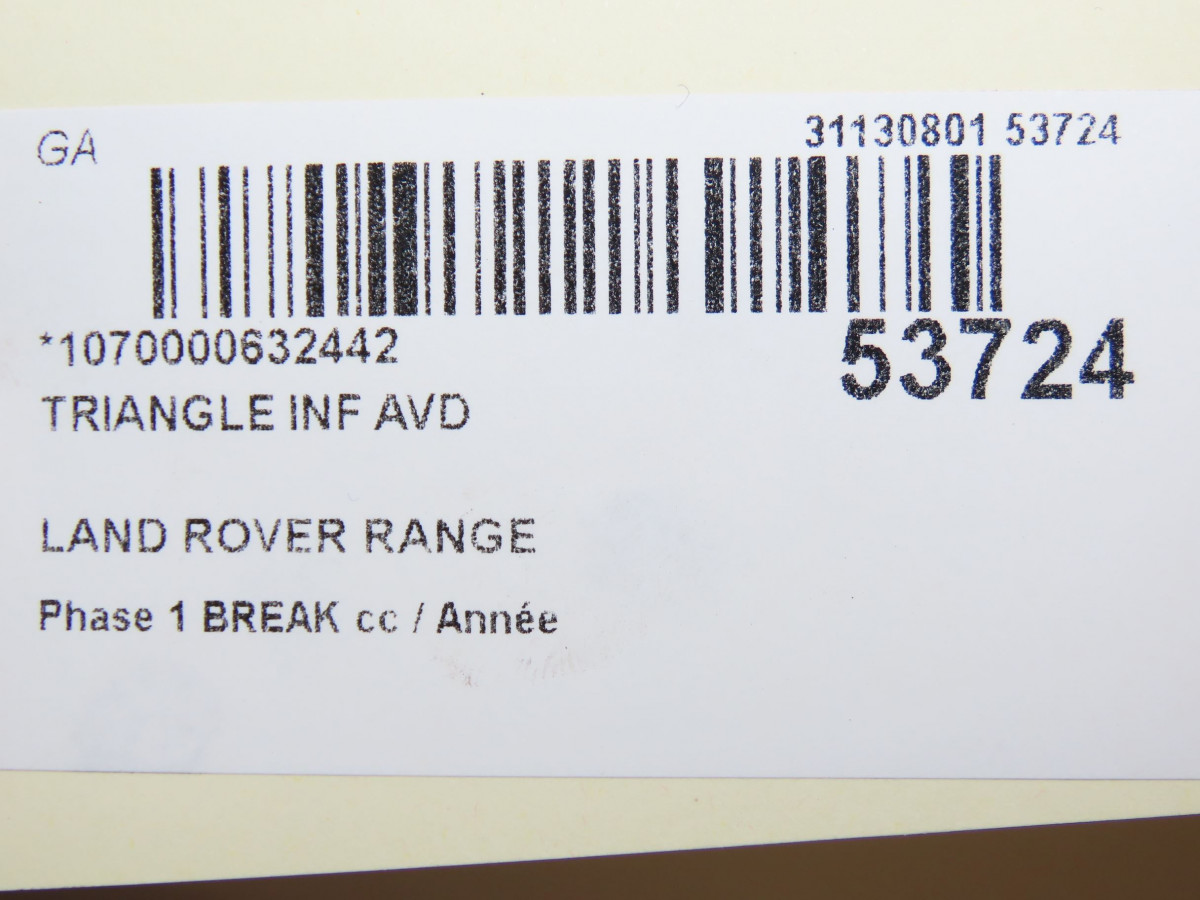 GA
31130801 53724
*1070000632442
53724
TRIANGLE INF AVD
LAND ROVER RANGE
Phase 1 BREAK cc / Année